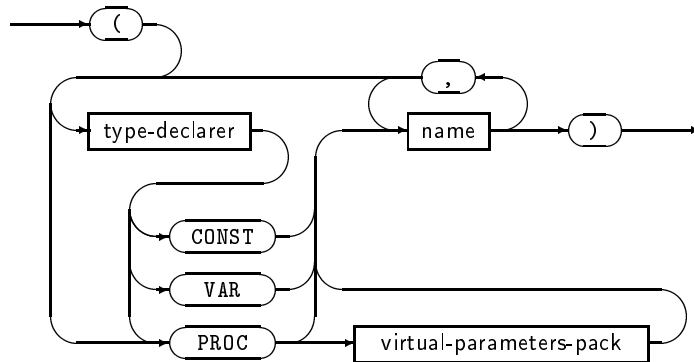 (
,
type-declarer
name
)
CONST
VAR
PROC
virtual-parameters-pack